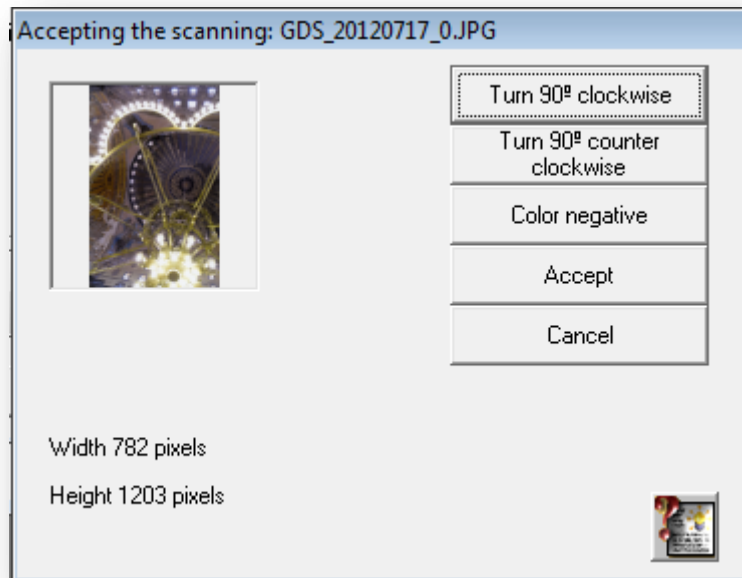 Accepting the scanning: GDS_20120717_0.JPG
Turn 90º clockwise
Turn 90º counter
clockwise
Color negative
Accept
Cancel
Width 782 pixels
Height 1203 pixels